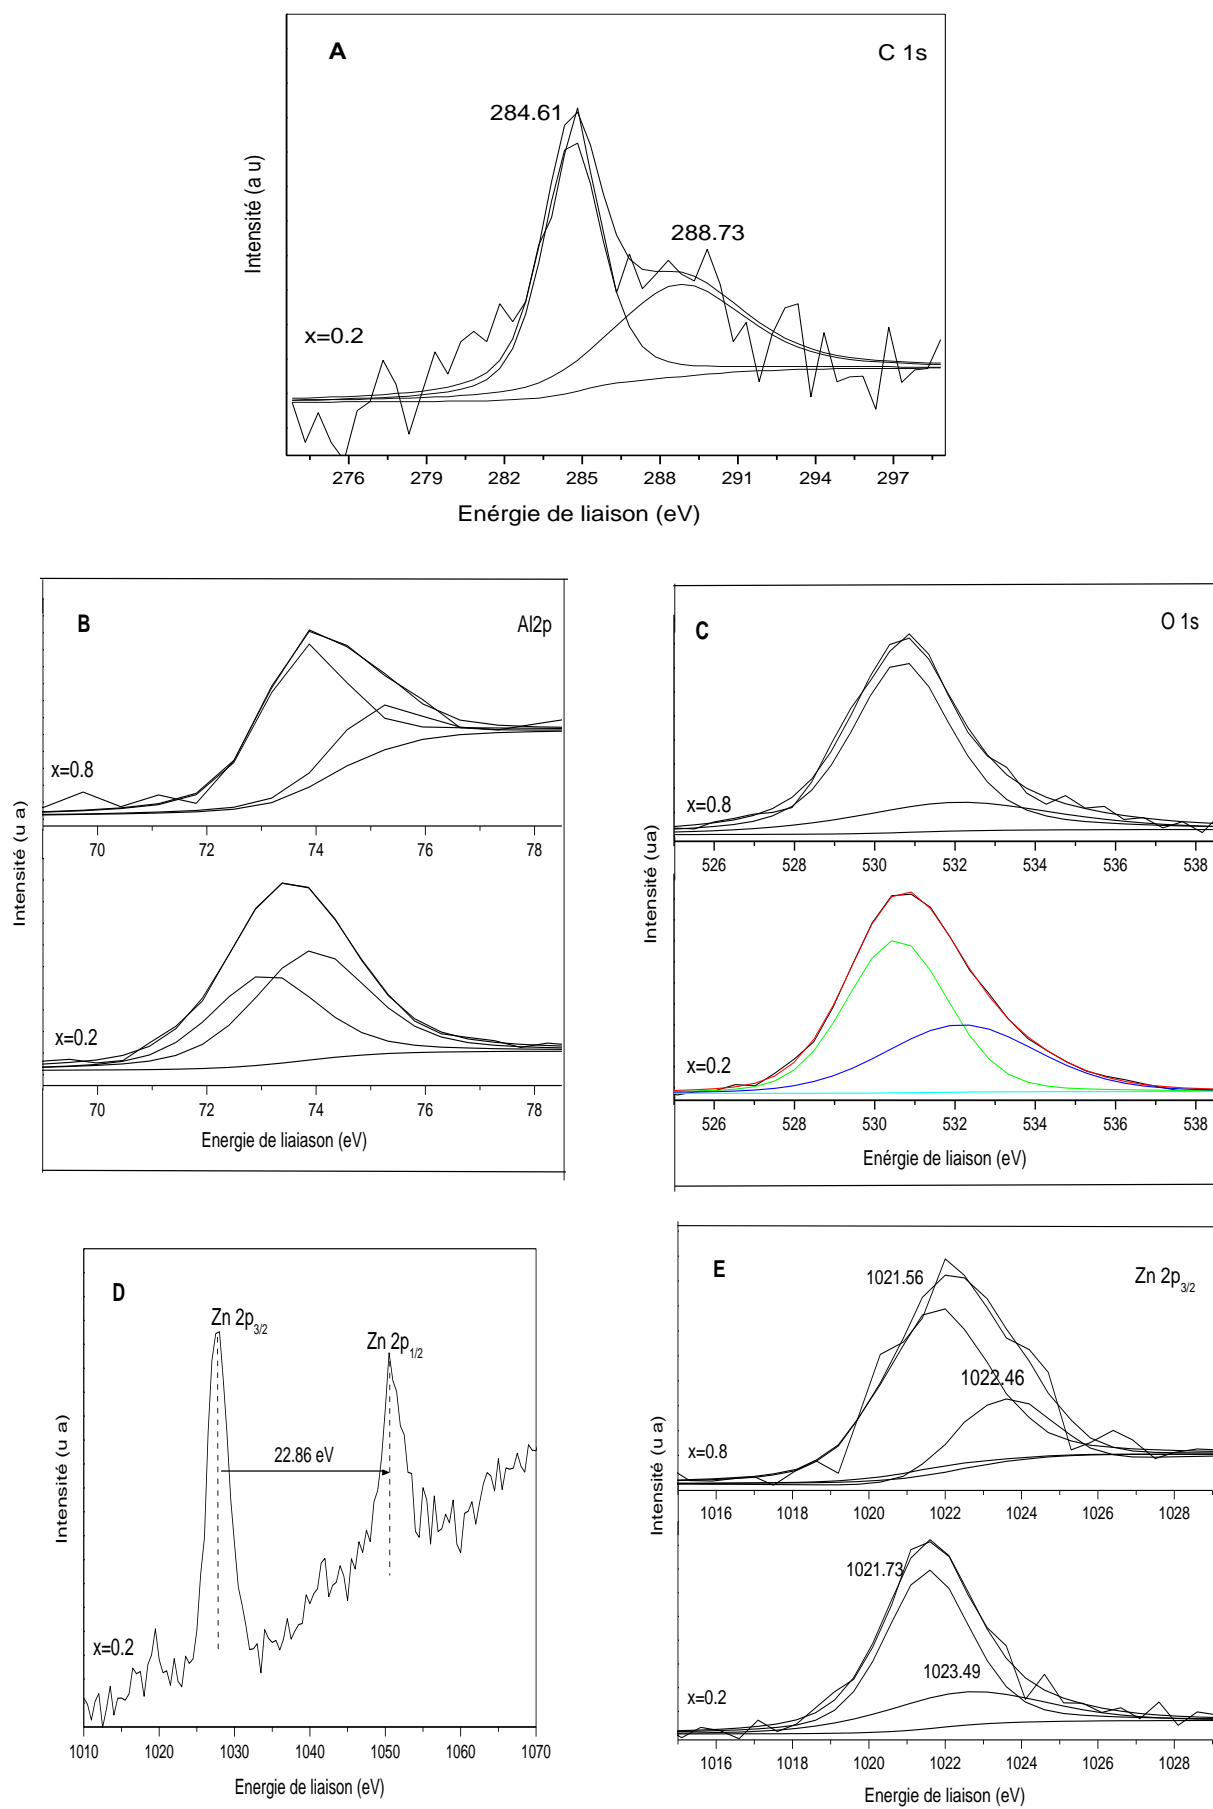 A
C 1s
284.61
288.73
x=0.2
Intensité (a u)
276 279 282 285 288 291 294 297
Enérgie de liaison (eV)
B
Al2p
x=0.8
70 72 74 76 78
Intensité (u a)
x=0.2
70 72 74 76 78
Energie de liaiason (eV)
C
O 1s
x=0.8
526 528 530 532 534 536 538
Intensité (ua)
x=0.2
526 528 530 532 534 536 538
Enérgie de liaison (eV)
D
Zn 2p3/2
Zn 2p1/2
22.86 eV
Intensité (u a)
x=0.2
1010 1020 1030 1040 1050 1060 1070
Energie de liaison (eV)
E
1021.56
Zn 2p3/2
1022.46
x=0.8
1016 1018 1020 1022 1024 1026 1028
Intensité (u a)
1021.73
1023.49
x=0.2
1016 1018 1020 1022 1024 1026 1028
Enérgie de liaison (eV)